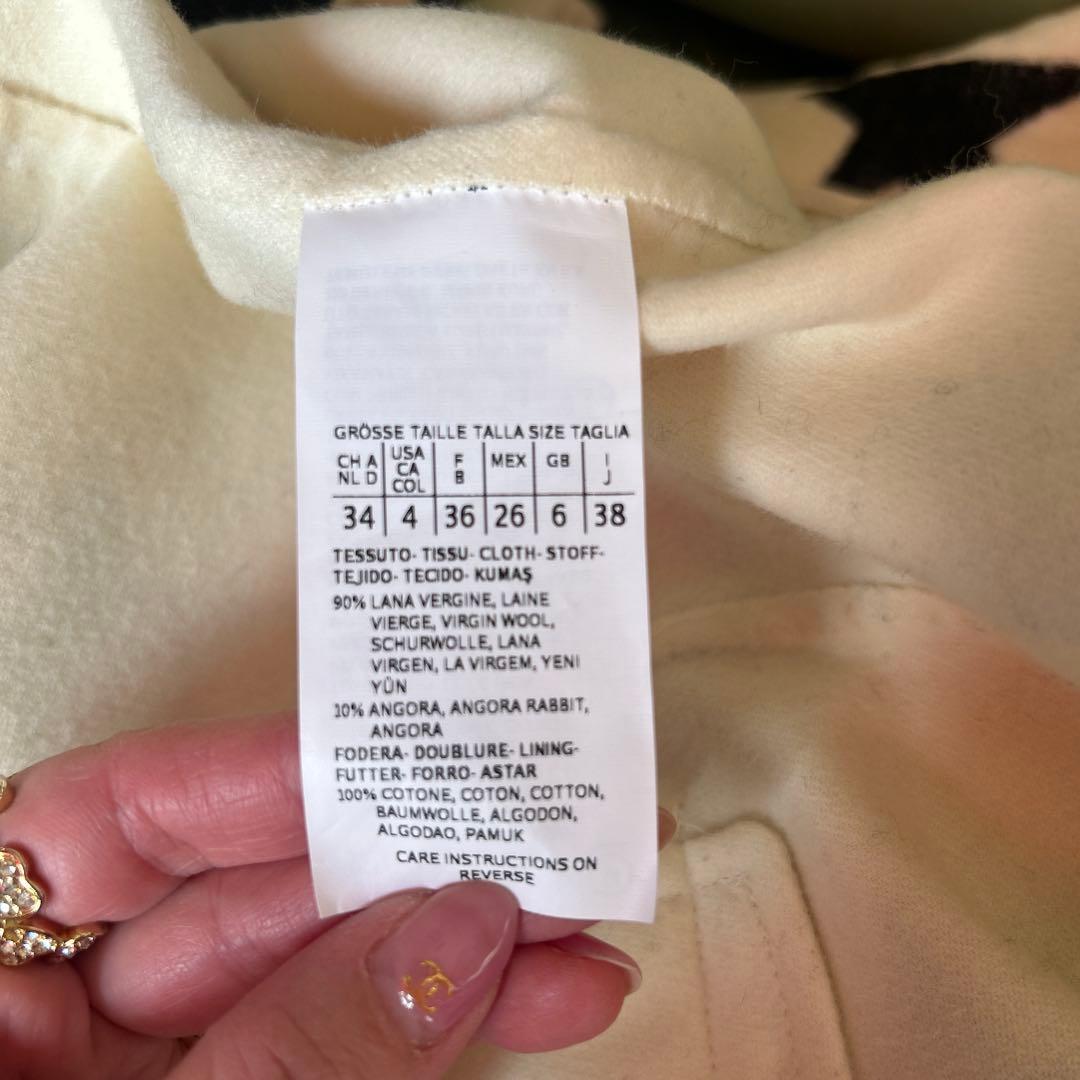 GRÖSSE TAILLE TALLA SIZE TAGLIA
CH A NL D USA CA COL F B MEX GB I J
34 4 36 26 6 38
TESSUTO- TISSU- CLOTH- STOFF-
TEJIDO- TECIDO- KUMAŞ
90% LANA VERGINE, LAINE
VIERGE, VIRGIN WOOL,
SCHURWOLLE, LANA
VIRGEN, LA VIRGEM, YENI
YÜN
10% ANGORA, ANGORA RABBIT,
ANGORA
FODERA- DOUBLURE- LINING-
FUTTER- FORRO- ASTAR
100% COTONE, COTON, COTTON,
BAUMWOLLE, ALGODON,
ALGODAO, PAMUK
CARE INSTRUCTIONS ON
REVERSE